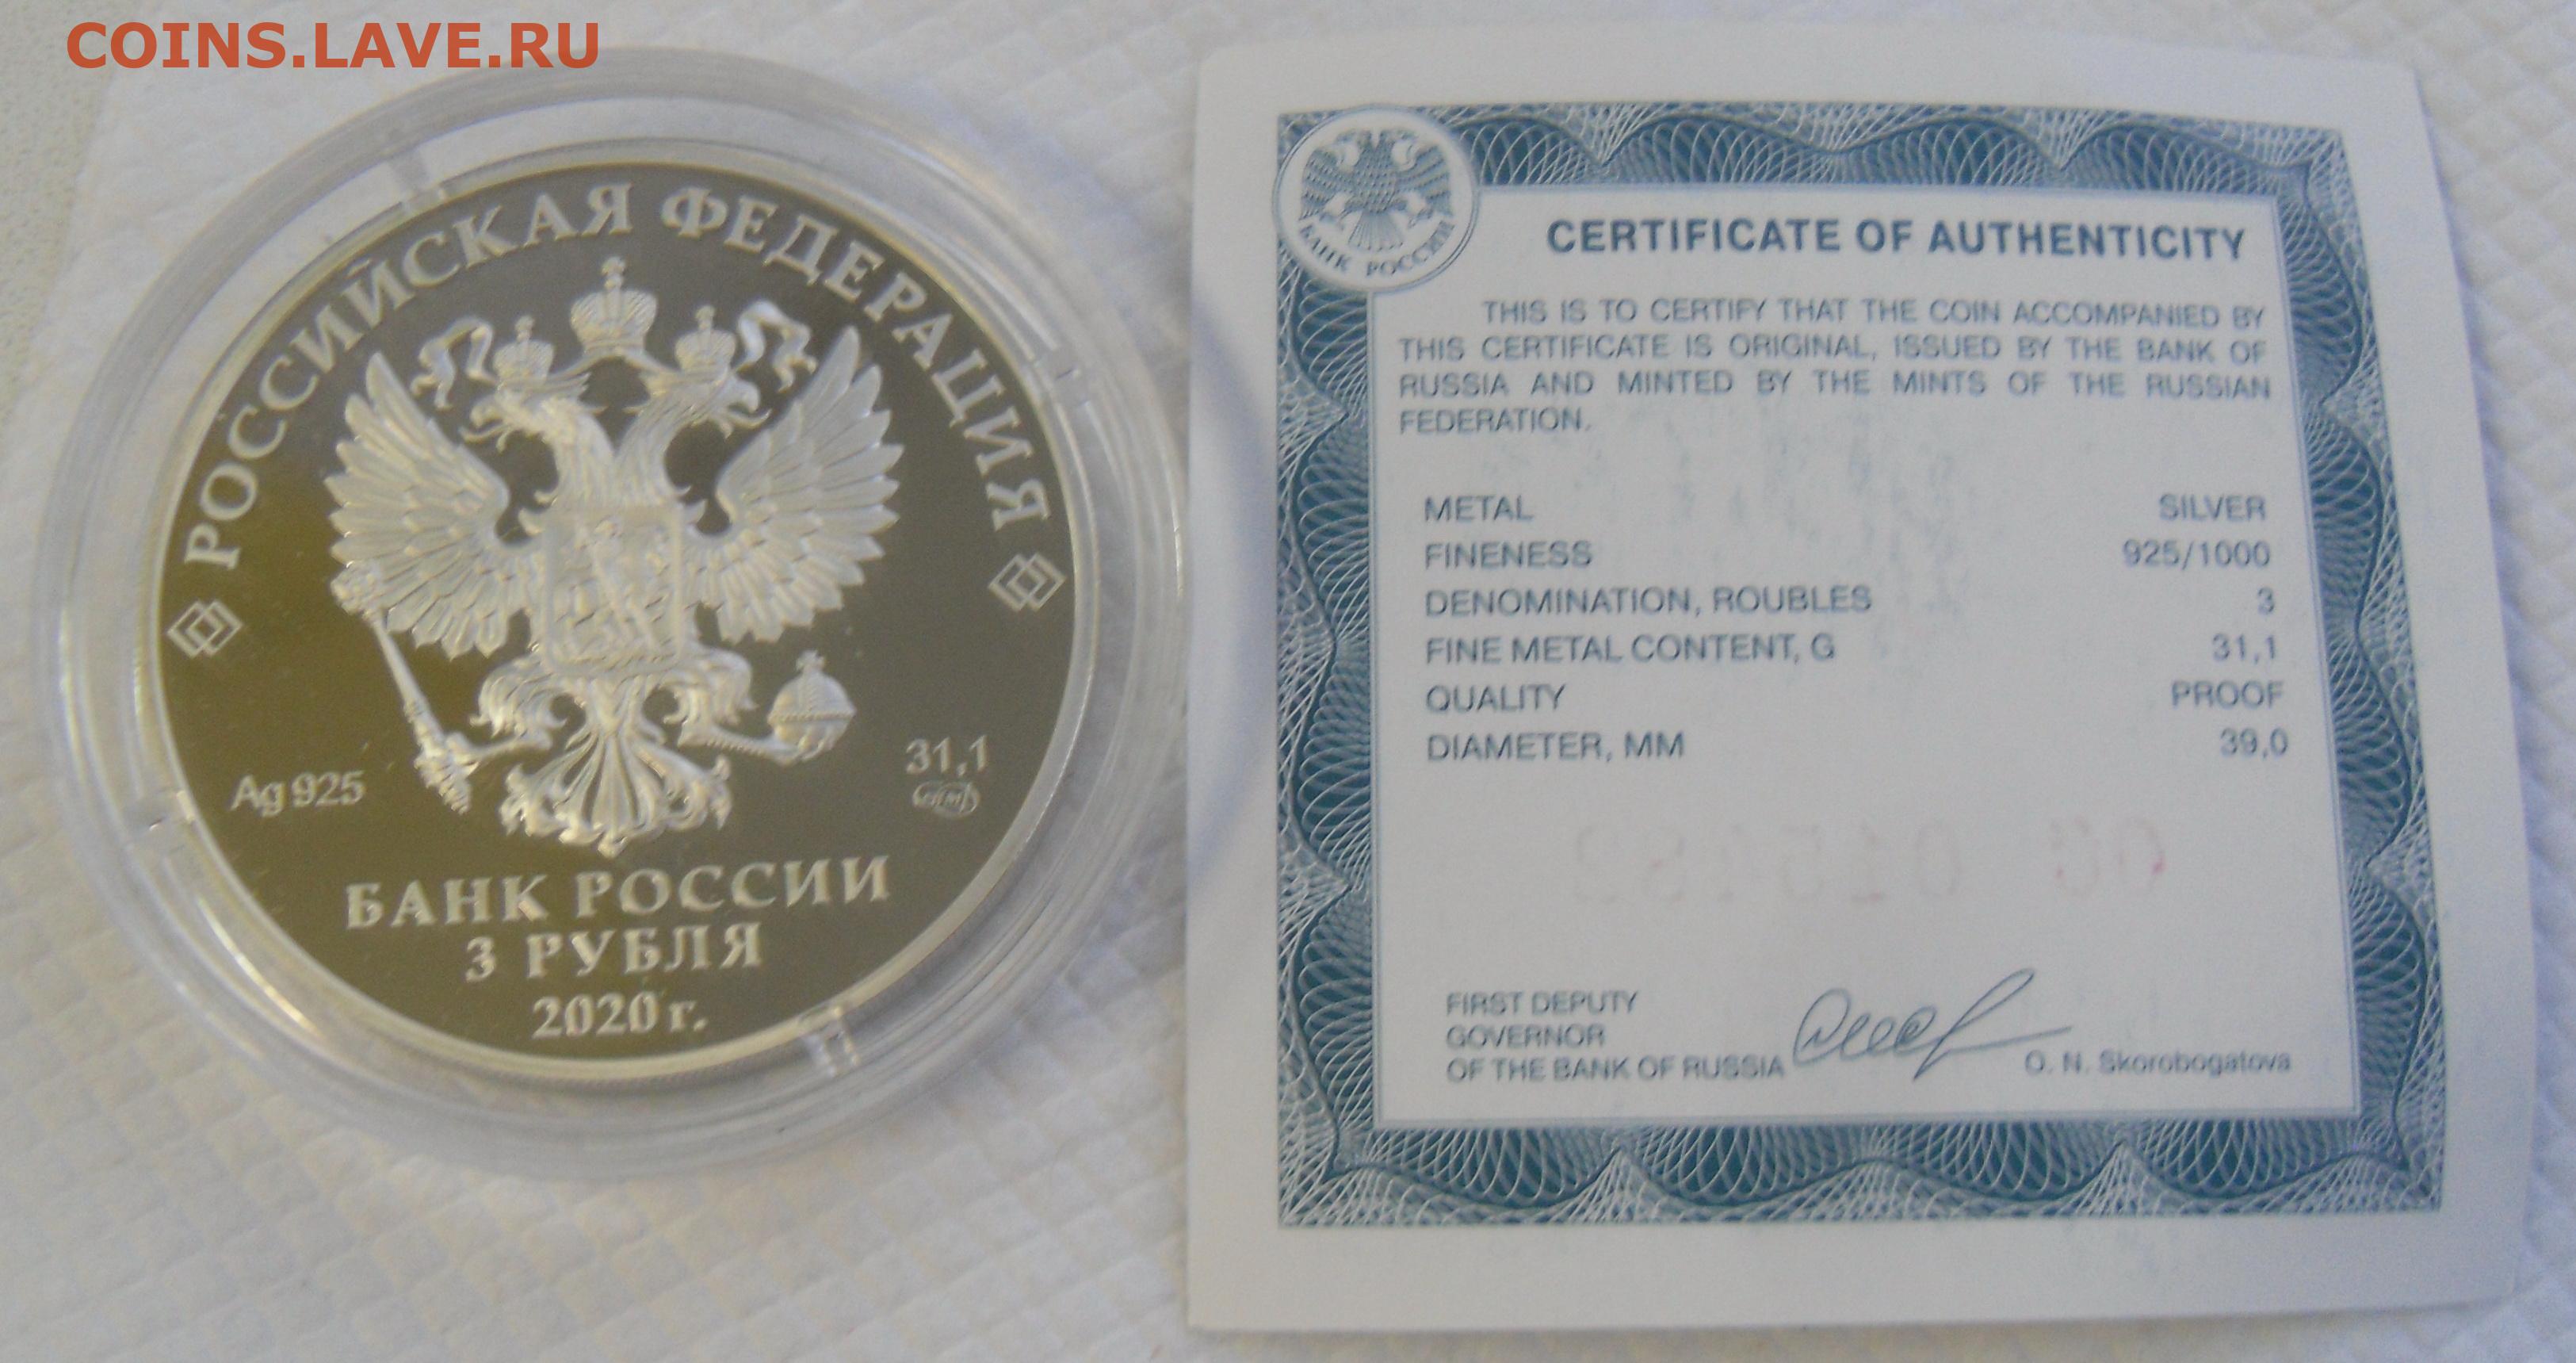 COINS.LAVE.RU
РОССИЙСКАЯ ФЕДЕРАЦИЯ
Ag 925
31,1
БАНК РОССИИ
3 РУБЛЯ
2020 г.
БАНК РОССИИ
CERTIFICATE OF AUTHENTICITY
THIS IS TO CERTIFY THAT THE COIN ACCOMPANIED BY
THIS CERTIFICATE IS ORIGINAL, ISSUED BY THE BANK OF
RUSSIA AND MINTED BY THE MINTS OF THE RUSSIAN
FEDERATION.
METAL SILVER
FINENESS 925/1000
DENOMINATION, ROUBLES 3
FINE METAL CONTENT, G 31,1
QUALITY PROOF
DIAMETER, MM 39,0
FIRST DEPUTY
GOVERNOR
OF THE BANK OF RUSSIA O. N. Skorobogatova